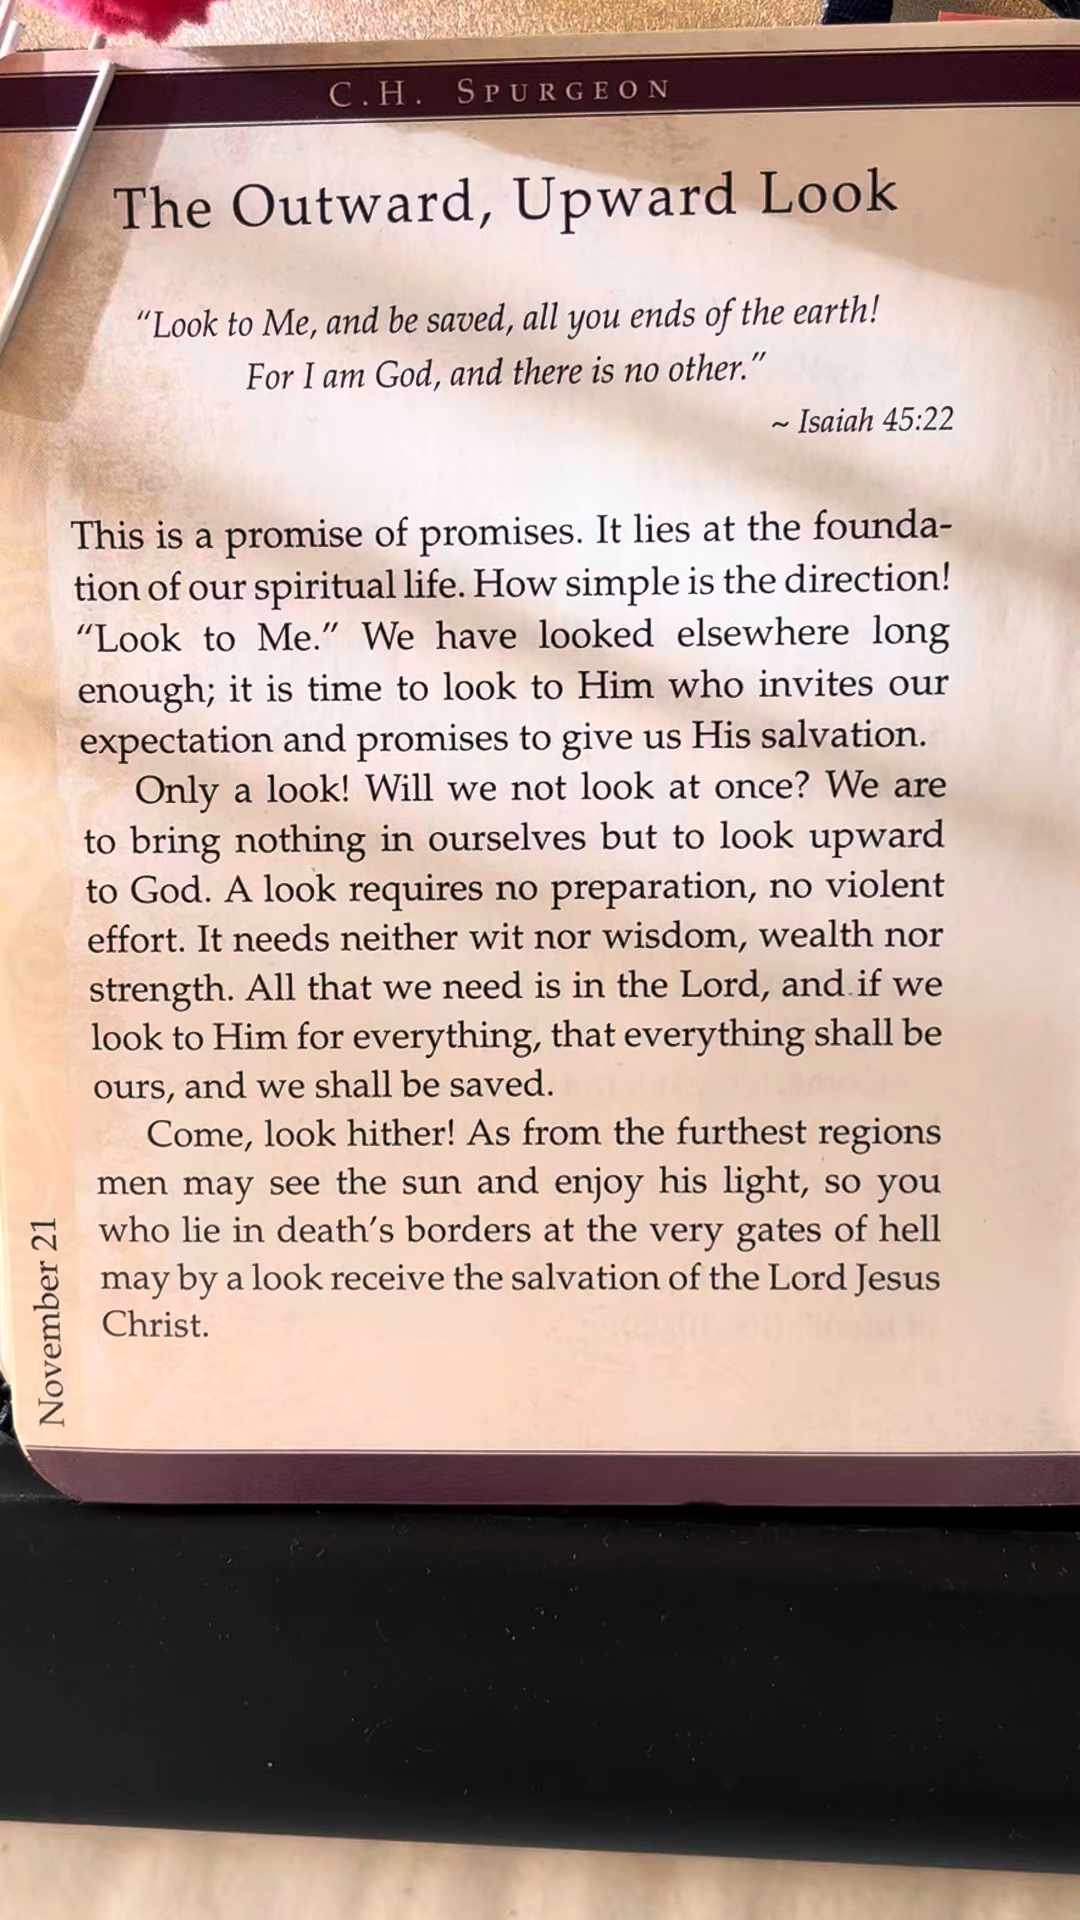 C.H. SPURGEON
The Outward, Upward Look
“Look to Me, and be saved, all you ends of the earth!
For I am God, and there is no other.”
~ Isaiah 45:22
This is a promise of promises. It lies at the founda-
tion of our spiritual life. How simple is the direction!
“Look to Me.” We have looked elsewhere long
enough; it is time to look to Him who invites our
expectation and promises to give us His salvation.
Only a look! Will we not look at once? We are
to bring nothing in ourselves but to look upward
to God. A look requires no preparation, no violent
effort. It needs neither wit nor wisdom, wealth nor
strength. All that we need is in the Lord, and if we
look to Him for everything, that everything shall be
ours, and we shall be saved.
Come, look hither! As from the furthest regions
men may see the sun and enjoy his light, so you
who lie in death’s borders at the very gates of hell
may by a look receive the salvation of the Lord Jesus
Christ.
November 21